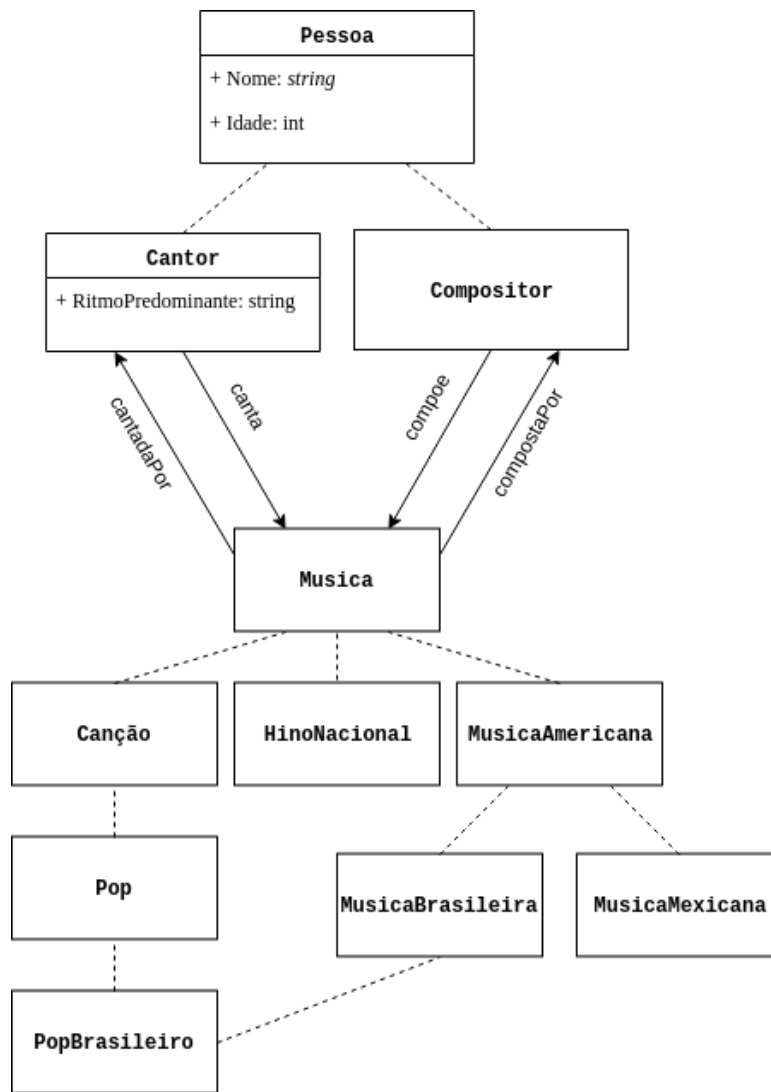 Pessoa
+ Nome: string
+ Idade: int
Cantor
+ RitmoPredominante: string
Compositor
cantadaPor
canta
compoe
compostaPor
Musica
Canção
HinoNacional
MusicaAmericana
Pop
MusicaBrasileira
MusicaMexicana
PopBrasileiro